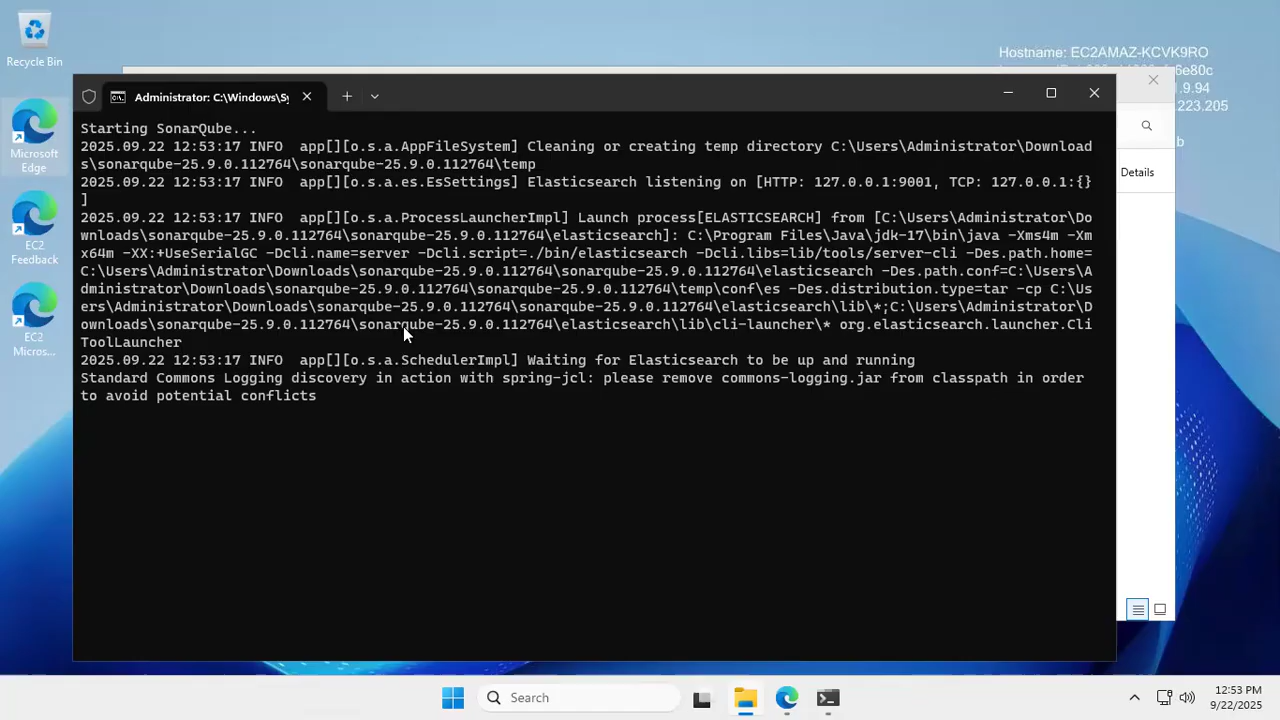 Recycle Bin
Microsoft
Edge
EC2
Feedback
EC2
Micros...
Hostname: EC2AMAZ-KCVK9RO
6e80c
.9.94
223.205
b
Administrator: C:\Windows\Sy
Starting SonarQube...
2025.09.22 12:53:17 INFO  app[][o.s.a.AppFileSystem] Cleaning or creating temp directory C:\Users\Administrator\Download
s\sonarqube-25.9.0.112764\sonarqube-25.9.0.112764\temp
2025.09.22 12:53:17 INFO  app[][o.s.a.es.EsSettings] Elasticsearch listening on [HTTP: 127.0.0.1:9001, TCP: 127.0.0.1:{}
]
2025.09.22 12:53:17 INFO  app[][o.s.a.ProcessLauncherImpl] Launch process[ELASTICSEARCH] from [C:\Users\Administrator\Do
wnloads\sonarqube-25.9.0.112764\sonarqube-25.9.0.112764\elasticsearch]: C:\Program Files\Java\jdk-17\bin\java -Xms4m -Xm
x64m -XX:+UseSerialGC -Dcli.name=server -Dcli.script=./bin/elasticsearch -Dcli.libs=lib/tools/server-cli -Des.path.home=
C:\Users\Administrator\Downloads\sonarqube-25.9.0.112764\sonarqube-25.9.0.112764\elasticsearch -Des.path.conf=C:\Users\A
dministrator\Downloads\sonarqube-25.9.0.112764\sonarqube-25.9.0.112764\temp\conf\es -Des.distribution.type=tar -cp C:\Us
ers\Administrator\Downloads\sonarqube-25.9.0.112764\sonarqube-25.9.0.112764\elasticsearch\lib\*;C:\Users\Administrator\D
ownloads\sonarqube-25.9.0.112764\sonarqube-25.9.0.112764\elasticsearch\lib\cli-launcher\* org.elasticsearch.launcher.Cli
ToolLauncher
2025.09.22 12:53:17 INFO  app[][o.s.a.SchedulerImpl] Waiting for Elasticsearch to be up and running
Standard Commons Logging discovery in action with spring-jcl: please remove commons-logging.jar from classpath in order
to avoid potential conflicts
Details
Search
12:53 PM
9/22/2025